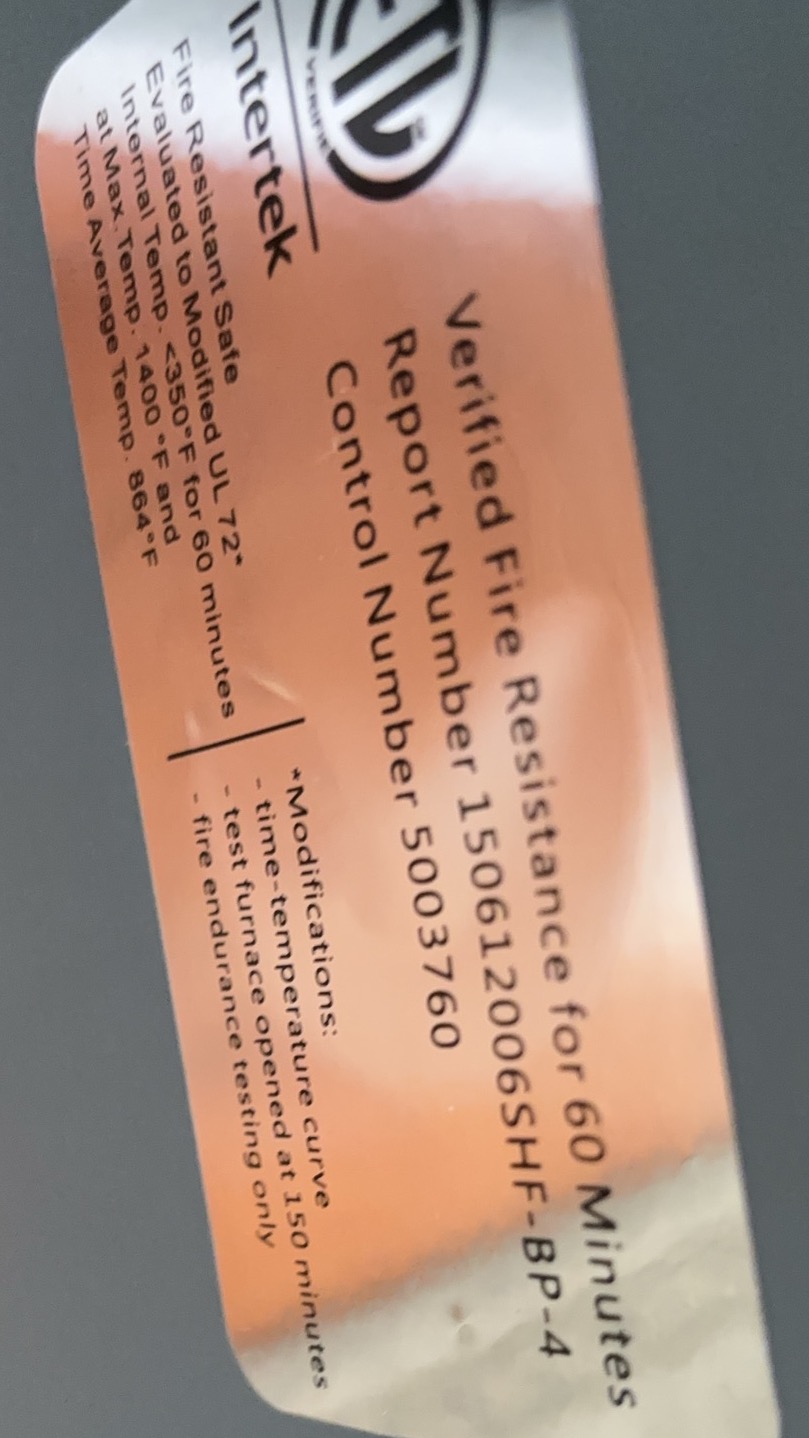 ETL
VERIFIE
Intertek
Verified Fire Resistance for 60 Minutes
Report Number 150612006SHF-BP-4
Control Number 5003760
Fire Resistant Safe
Evaluated to Modified UL 72*
Internal Temp. <350°F for 60 minutes
at Max. Temp. 1400 °F and
Time Average Temp. 864°F
*Modifications:
- time-temperature curve
- test furnace opened at 150 minutes
- fire endurance testing only